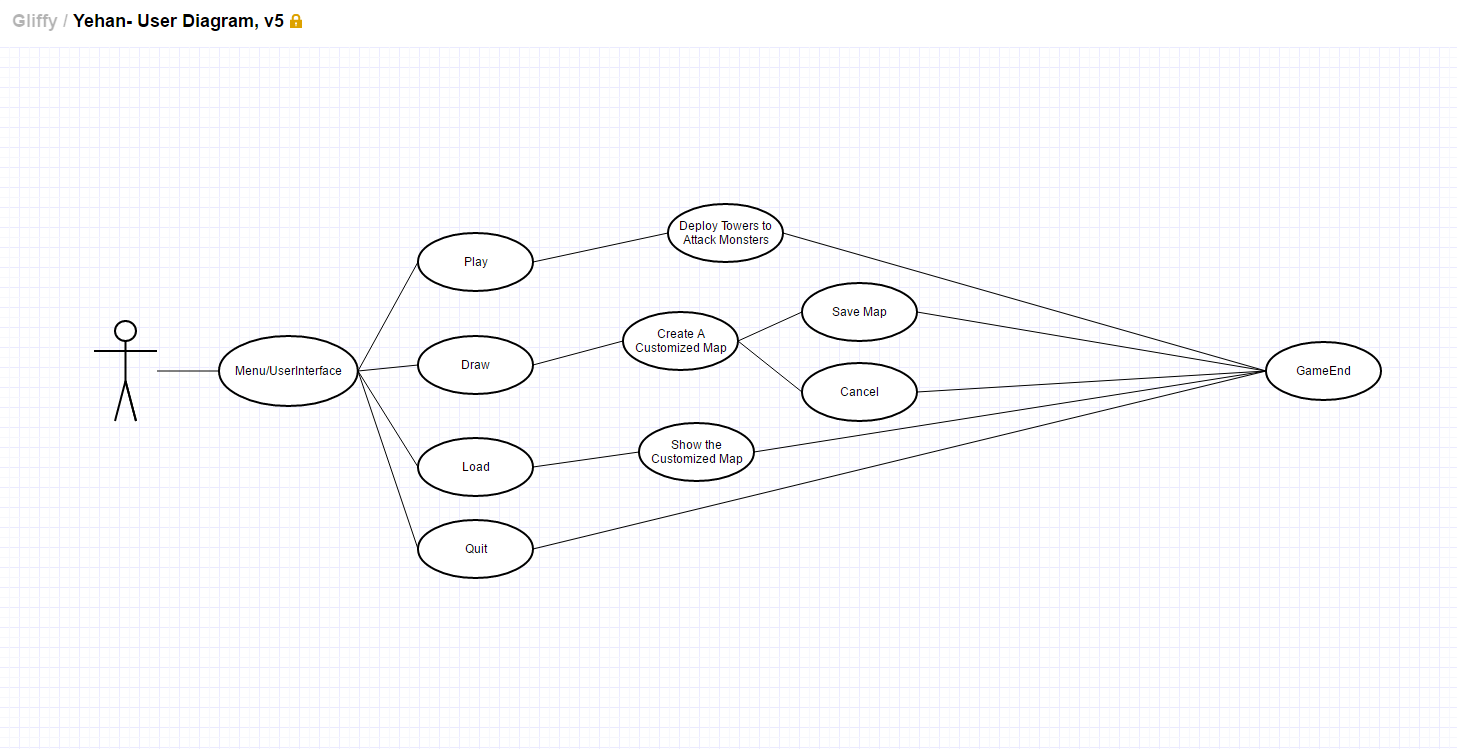 Gliffy / Yehan- User Diagram, v5
Deploy Towers to
Attack Monsters
Play
Save Map
Create A
Customized Map
Menu/UserInterface
Draw
GameEnd
Cancel
Show the
Customized Map
Load
Quit